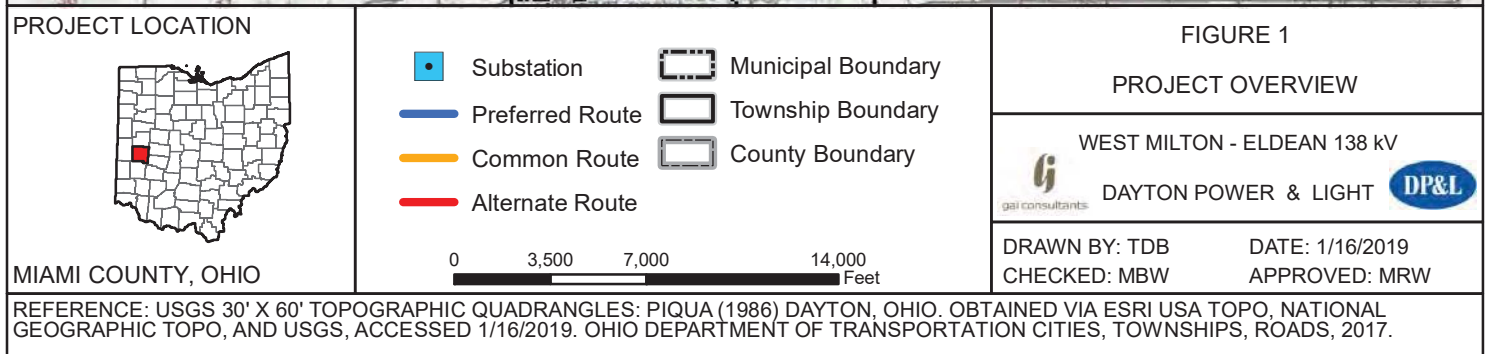 PROJECT LOCATION
MIAMI COUNTY, OHIO
Substation
Preferred Route
Common Route
Alternate Route
Municipal Boundary
Township Boundary
County Boundary
0 3,500 7,000 14,000
Feet
FIGURE 1
PROJECT OVERVIEW
WEST MILTON - ELDEAN 138 kV
gai consultants
DAYTON POWER & LIGHT
DP&L
DRAWN BY: TDB DATE: 1/16/2019
CHECKED: MBW APPROVED: MRW
REFERENCE: USGS 30' X 60' TOPOGRAPHIC QUADRANGLES: PIQUA (1986) DAYTON, OHIO. OBTAINED VIA ESRI USA TOPO, NATIONAL
GEOGRAPHIC TOPO, AND USGS, ACCESSED 1/16/2019. OHIO DEPARTMENT OF TRANSPORTATION CITIES, TOWNSHIPS, ROADS, 2017.